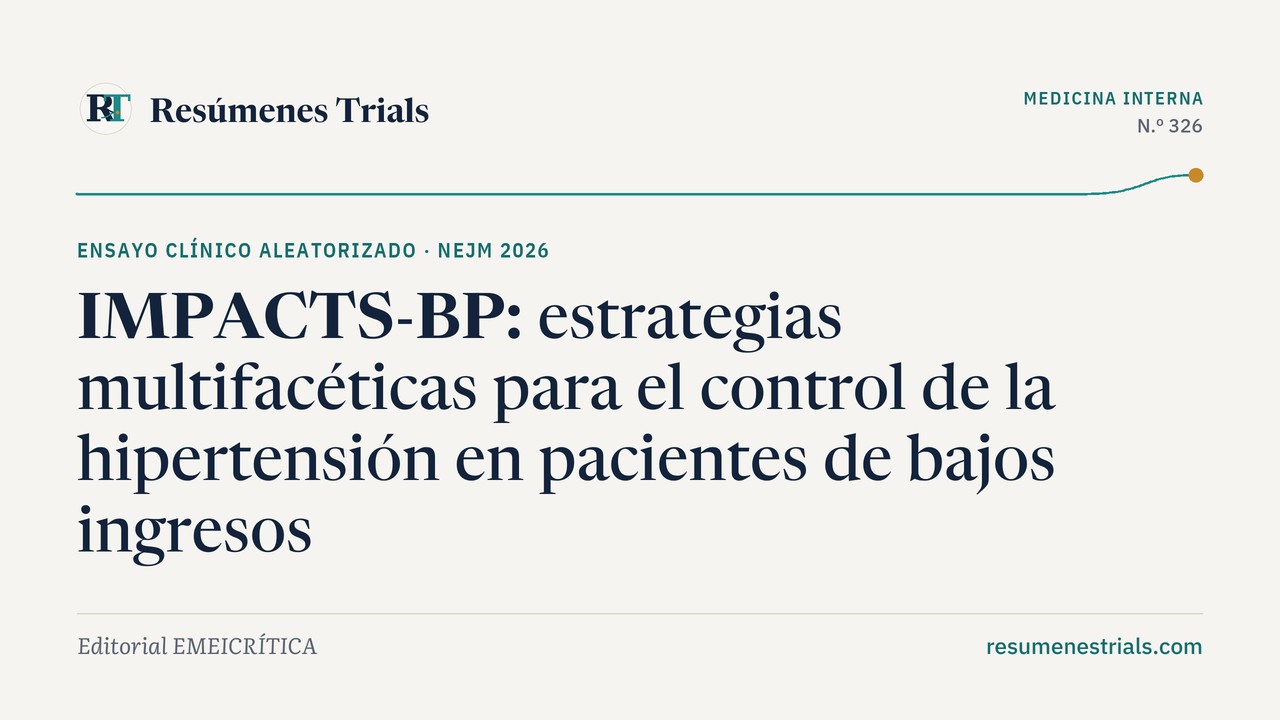 RT Resúmenes Trials
MEDICINA INTERNA
N.º 326
ENSAYO CLÍNICO ALEATORIZADO · NEJM 2026
IMPACTS-BP: estrategias
multifacéticas para el control de la
hipertensión en pacientes de bajos
ingresos
Editorial EMEICRÍTICA
resumenestrials.com